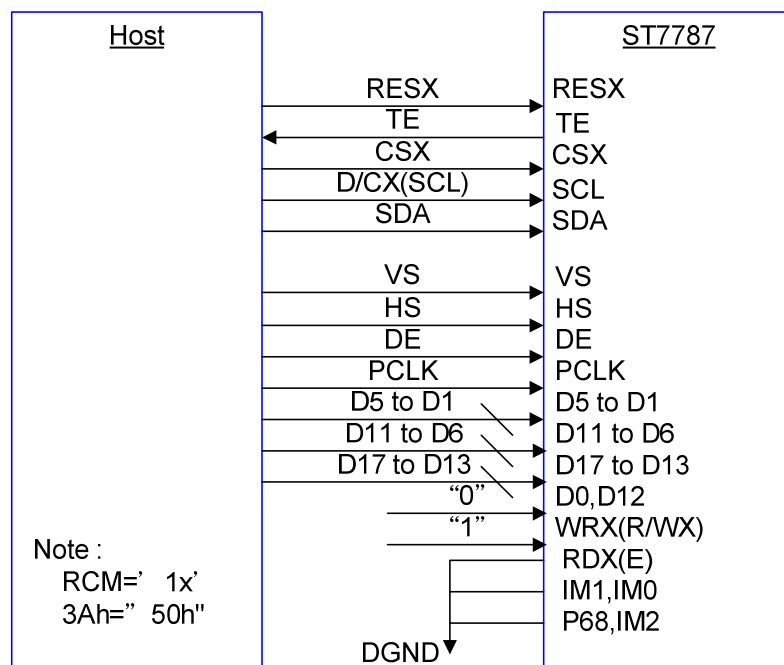 Host
ST7787
RESX RESX
TE TE
CSX CSX
D/CX(SCL) SCL
SDA SDA
VS VS
HS HS
DE DE
PCLK PCLK
D5 to D1 D5 to D1
D11 to D6 D11 to D6
D17 to D13 D17 to D13
“0” D0,D12
“1” WRX(R/WX)
RDX(E)
IM1,IM0
P68,IM2
DGND
Note :
RCM=’ 1x’
3Ah=” 50h"